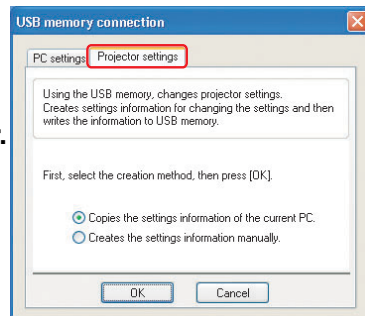 USB memory connection
PC settings Projector settings
Using the USB memory, changes projector settings.
Creates settings information for changing the settings and then
writes the information to USB memory.
First, select the creation method, then press [OK].
Copies the settings information of the current PC.
Creates the settings information manually.
OK Cancel